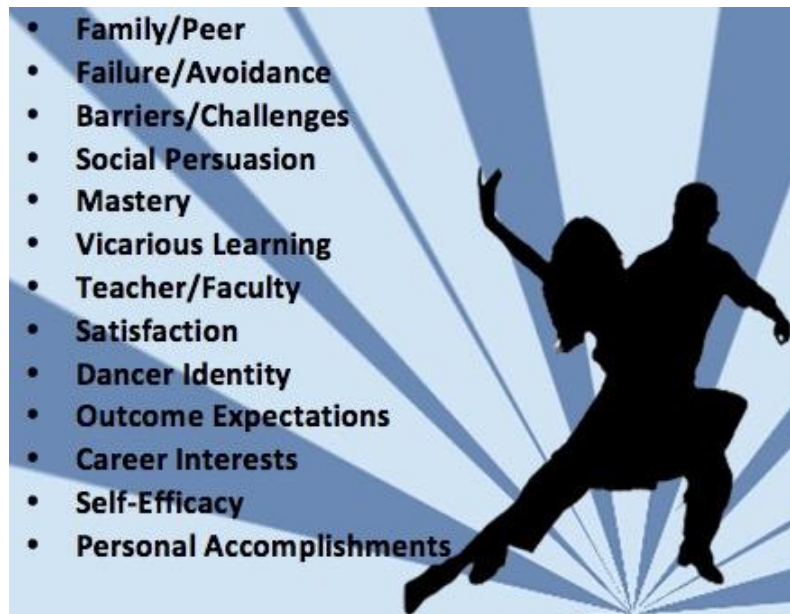 • Family/Peer
• Failure/Avoidance
• Barriers/Challenges
• Social Persuasion
• Mastery
• Vicarious Learning
• Teacher/Faculty
• Satisfaction
• Dancer Identity
• Outcome Expectations
• Career Interests
• Self-Efficacy
• Personal Accomplishments